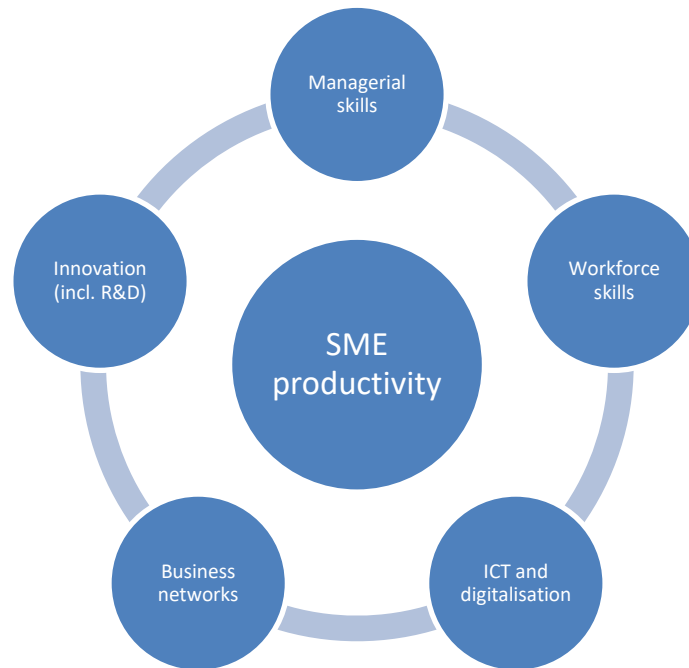 Managerial
skills
Innovation
(incl. R&D)
Workforce
skills
SME
productivity
Business
networks
ICT and
digitalisation